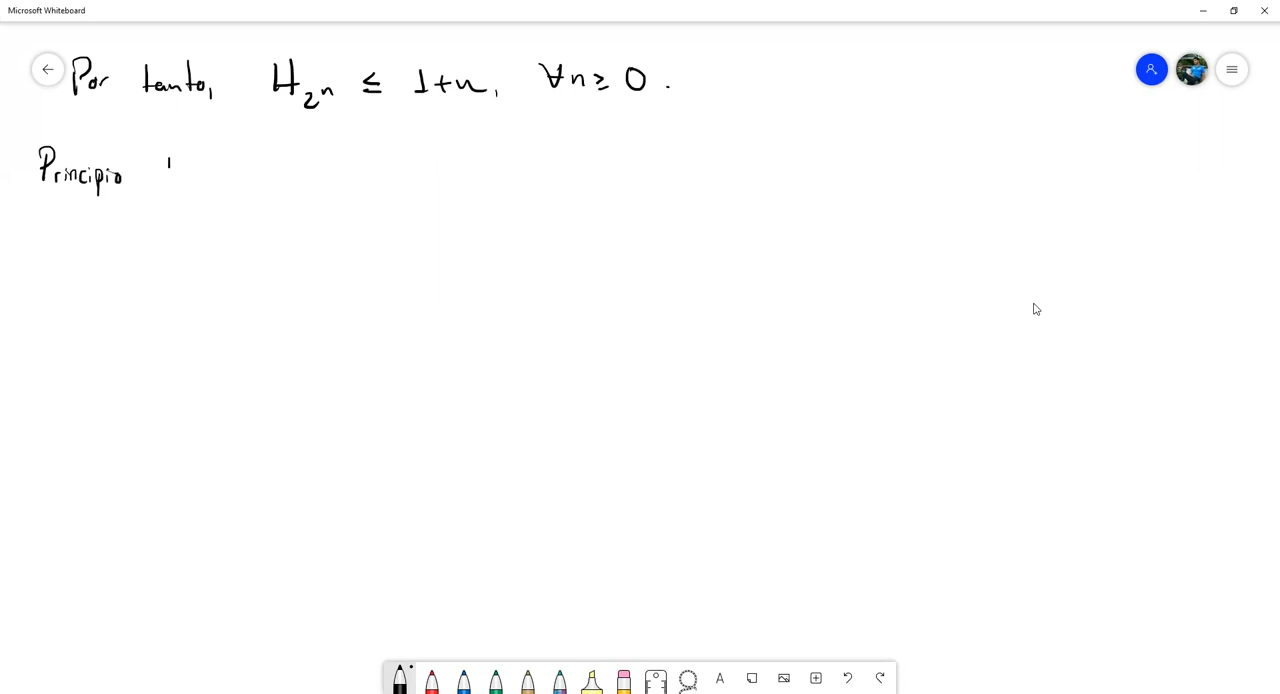 Microsoft Whiteboard
Por tanto, H_{2^n} ≤ 1+n, ∀n ≥ 0.
Principio